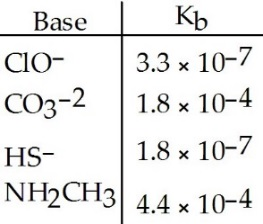 Base Kb
ClO– 3.3 × 10–7
CO3–2 1.8 × 10–4
HS– 1.8 × 10–7
NH2CH3 4.4 × 10–4